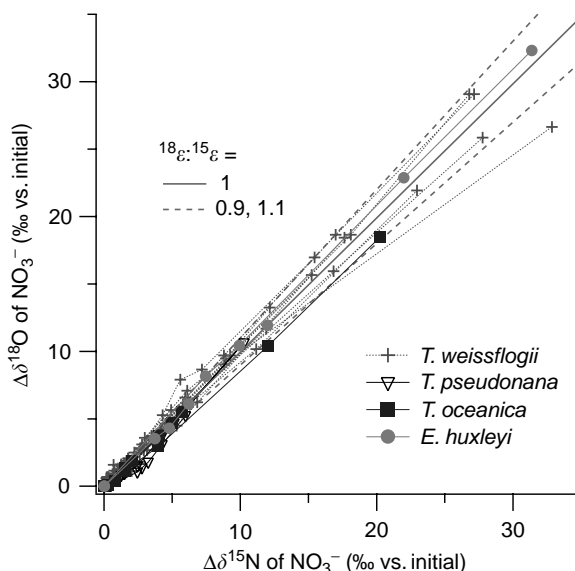 30
20
10
0
Δδ¹⁸O of NO₃⁻ (‰ vs. initial)
¹⁸ε:¹⁵ε =
1
0.9, 1.1
T. weissflogii
T. pseudonana
T. oceanica
E. huxleyi
0 10 20 30
Δδ¹⁵N of NO₃⁻ (‰ vs. initial)